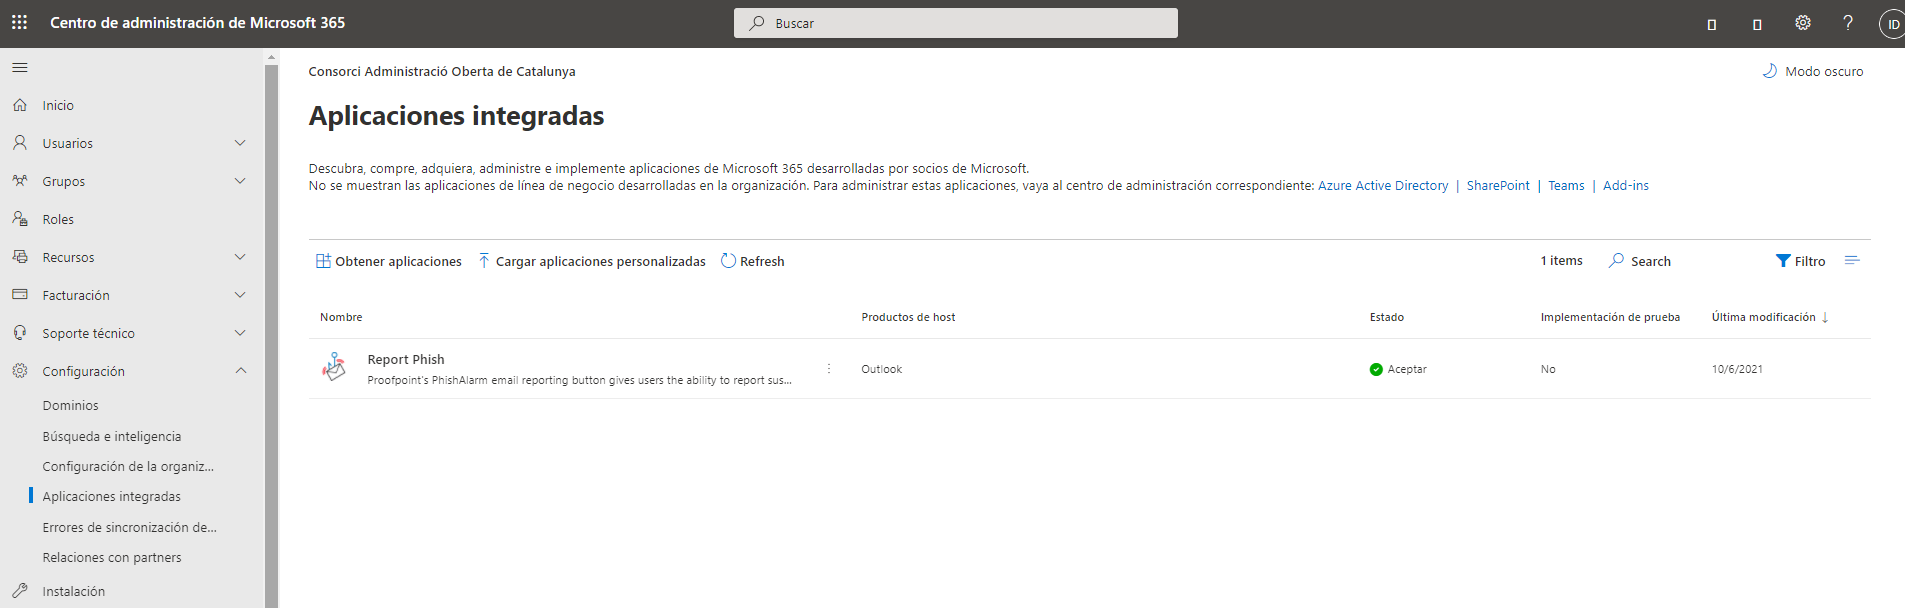 Centro de administración de Microsoft 365
Buscar
?
ID
Consorci Administració Oberta de Catalunya
Modo oscuro
Inicio
Usuarios
Grupos
Roles
Recursos
Facturación
Soporte técnico
Configuración
Dominios
Búsqueda e inteligencia
Configuración de la organiz...
Aplicaciones integradas
Errores de sincronización de...
Relaciones con partners
Instalación
Aplicaciones integradas
Descubra, compre, adquiera, administre e implemente aplicaciones de Microsoft 365 desarrolladas por socios de Microsoft.
No se muestran las aplicaciones de línea de negocio desarrolladas en la organización. Para administrar estas aplicaciones, vaya al centro de administración correspondiente: Azure Active Directory | SharePoint | Teams | Add-ins
Obtener aplicaciones Cargar aplicaciones personalizadas Refresh 1 items Search Filtro
Nombre Productos de host Estado Implementación de prueba Última modificación ↓
Report Phish
Proofpoint's PhishAlarm email reporting button gives users the ability to report sus...
Outlook Aceptar No 10/6/2021